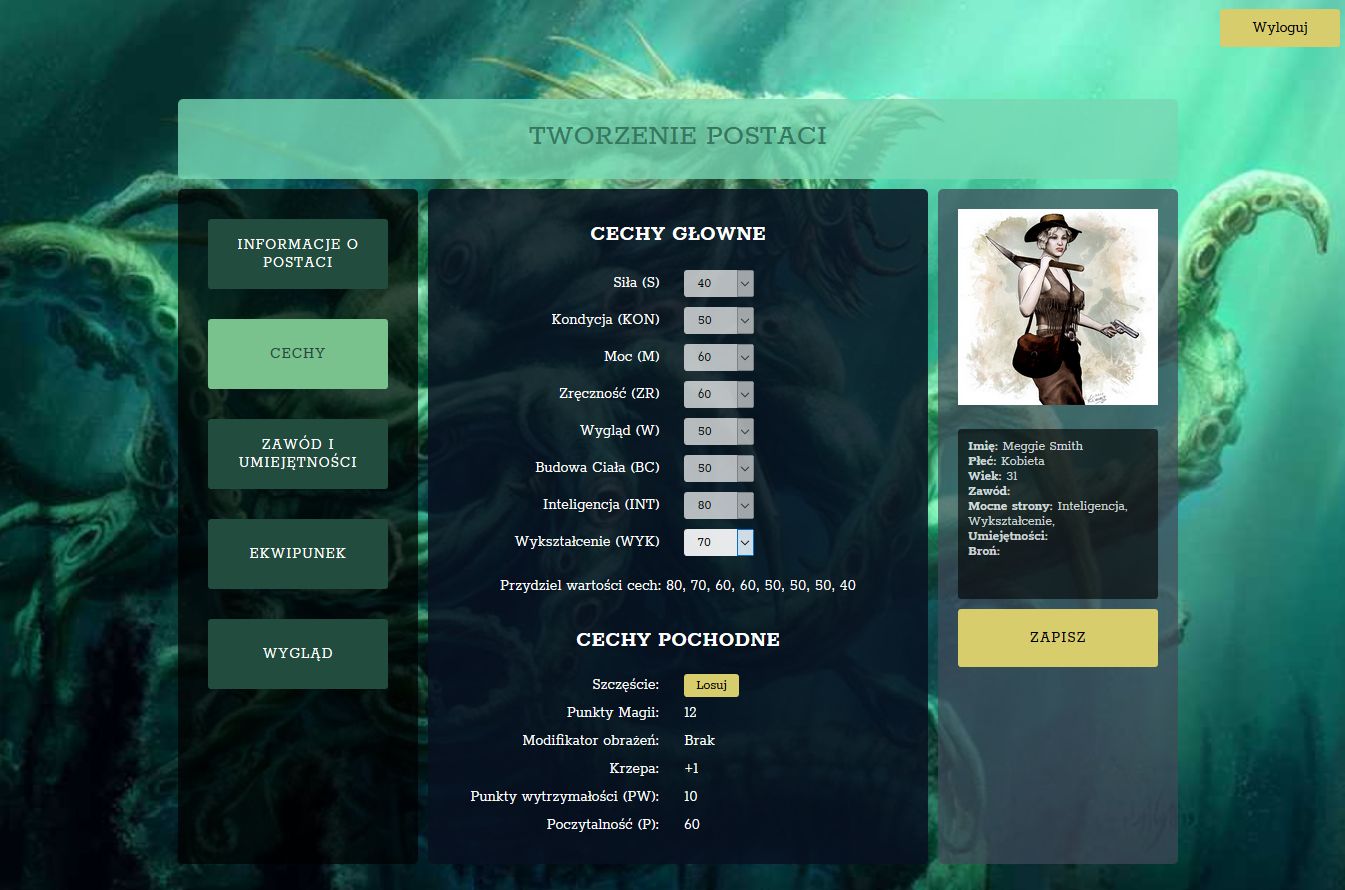 Wyloguj
TWORZENIE POSTACI
INFORMACJE O
POSTACI
CECHY
ZAWÓD I
UMIEJĘTNOŚCI
EKWIPUNEK
WYGLĄD
CECHY GŁOWNE
Siła (S) 40
Kondycja (KON) 50
Moc (M) 60
Zręczność (ZR) 60
Wygląd (W) 50
Budowa Ciała (BC) 50
Inteligencja (INT) 80
Wykształcenie (WYK) 70
Przydziel wartości cech: 80, 70, 60, 60, 50, 50, 50, 40
CECHY POCHODNE
Szczęście: Losuj
Punkty Magii: 12
Modifikator obrażeń: Brak
Krzepa: +1
Punkty wytrzymałości (PW): 10
Poczytalność (P): 60
Imię: Meggie Smith
Płeć: Kobieta
Wiek: 31
Zawód:
Mocne strony: Inteligencja,
Wykształcenie,
Umiejętności:
Broń:
ZAPISZ